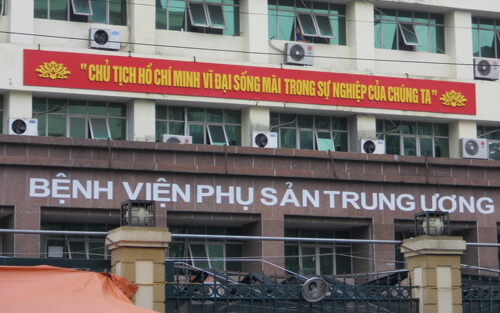 "CHỦ TỊCH HỒ CHÍ MINH VĨ ĐẠI SỐNG MÃI TRONG SỰ NGHIỆP CỦA CHÚNG TA"
BỆNH VIỆN PHỤ SẢN TRUNG ƯƠNG